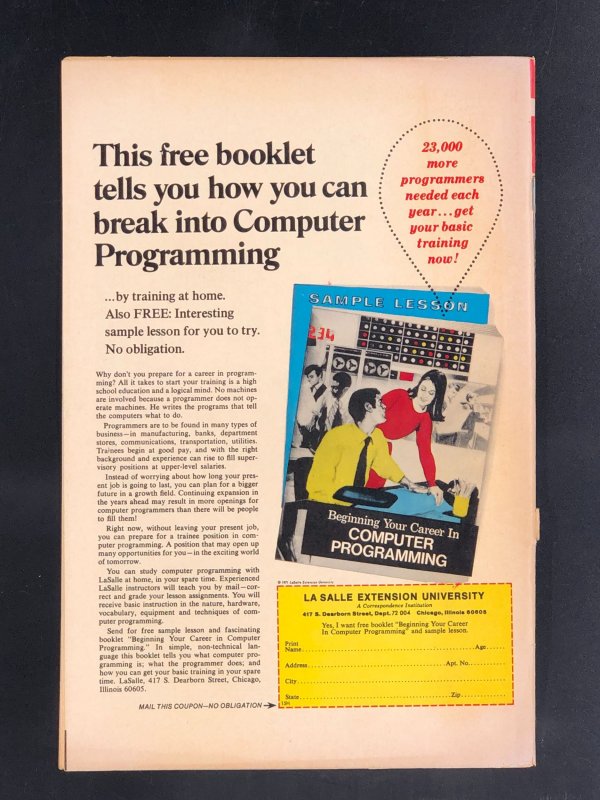 This free booklet
tells you how you can
break into Computer
Programming
23,000
more
programmers
needed each
year...get
your basic
training
now!
...by training at home.
Also FREE: Interesting
sample lesson for you to try.
No obligation.
Why don't you prepare for a career in program-
ming? All it takes to start your training is a high
school education and a logical mind. No machines
are involved because a programmer does not op-
erate machines. He writes the programs that tell
the computers what to do.
Programmers are to be found in many types of
business—in manufacturing, banks, department
stores, communications, transportation, utilities.
Trainees begin at good pay, and with the right
background and experience can rise to fill super-
visory positions at upper-level salaries.
Instead of worrying about how long your pres-
ent job is going to last, you can plan for a bigger
future in a growth field. Continuing expansion in
the years ahead may result in more openings for
computer programmers than there will be people
to fill them!
Right now, without leaving your present job,
you can prepare for a trainee position in com-
puter programming. A position that may open up
many opportunities for you—in the exciting world
of tomorrow.
You can study computer programming with
LaSalle at home, in your spare time. Experienced
LaSalle instructors will teach you by mail—cor-
rect and grade your lesson assignments. You will
receive basic instruction in the nature, hardware,
vocabulary, equipment and techniques of com-
puter programming.
Send for free sample lesson and fascinating
booklet "Beginning Your Career in Computer
Programming." In simple, non-technical lan-
guage this booklet tells you what computer pro-
gramming is; what the programmer does; and
how you can get your basic training in your spare
time. LaSalle, 417 S. Dearborn Street, Chicago,
Illinois 60605.
MAIL THIS COUPON—NO OBLIGATION
SAMPLE LESSON
234
Beginning Your Career In
COMPUTER
PROGRAMMING
© 1971 LaSalle Extension University
LA SALLE EXTENSION UNIVERSITY
A Correspondence Institution
417 S. Dearborn Street, Dept. 72 004 Chicago, Illinois 60605
Yes, I want free booklet "Beginning Your Career
In Computer Programming" and sample lesson.
Print
Name Age
Address Apt. No.
City
State Zip